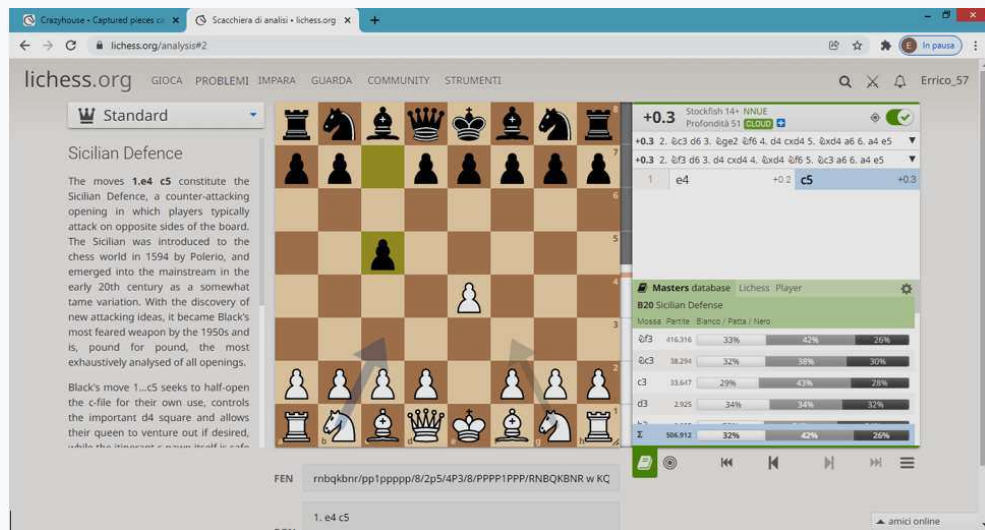 Crazyhouse • Captured pieces
Scacchiera di analisi • lichess.org
lichess.org/analysis#2
E In pausa
lichess.org GIOCA PROBLEMI IMPARA GUARDA COMMUNITY STRUMENTI Errico_57
Standard
Sicilian Defence
The moves 1.e4 c5 constitute the
Sicilian Defence, a counter-attacking
opening in which players typically
attack on opposite sides of the board.
The Sicilian was introduced to the
chess world in 1594 by Polerio, and
emerged into the mainstream in the
early 20th century as a somewhat
tame variation. With the discovery of
new attacking ideas, it became Black's
most feared weapon by the 1950s and
is, pound for pound, the most
exhaustively analysed of all openings.
Black's move 1...c5 seeks to half-open
the c-file for their own use, controls
the important d4 square and allows
their queen to venture out if desired,
8
7
6
5
4
3
2
1
a b d e g h
FEN rnbqkbnr/pp1ppppp/8/2p5/4P3/8/PPPP1PPP/RNBQKBNR w KQ
1. e4 c5
+0.3 Stockfish 14+ NNUE
Profondità 51 CLOUD
+0.3 2. ♘c3 d6 3. ♘ge2 ♘f6 4. d4 cxd4 5. ♘xd4 a6 6. a4 e5
+0.3 2. ♘f3 d6 3. d4 cxd4 4. ♘xd4 ♘f6 5. ♘c3 a6 6. a4 e5
1 e4 +0.2 c5 +0.3
Masters database Lichess Player
B20 Sicilian Defense
Mossa Partite Bianco / Patta / Nero
♘f3 416.316 33% 42% 26%
♘c3 38.294 32% 38% 30%
c3 33.647 29% 43% 28%
d3 2.925 34% 34% 32%
Σ 506.912 32% 42% 26%
amici online